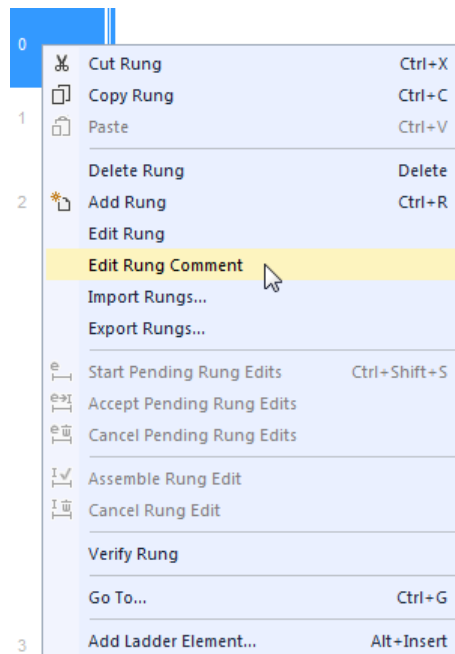 0
Cut Rung Ctrl+X
Copy Rung Ctrl+C
1
Paste Ctrl+V
Delete Rung Delete
2 Add Rung Ctrl+R
Edit Rung
Edit Rung Comment
Import Rungs...
Export Rungs...
Start Pending Rung Edits Ctrl+Shift+S
Accept Pending Rung Edits
Cancel Pending Rung Edits
Assemble Rung Edit
Cancel Rung Edit
Verify Rung
Go To... Ctrl+G
3 Add Ladder Element... Alt+Insert